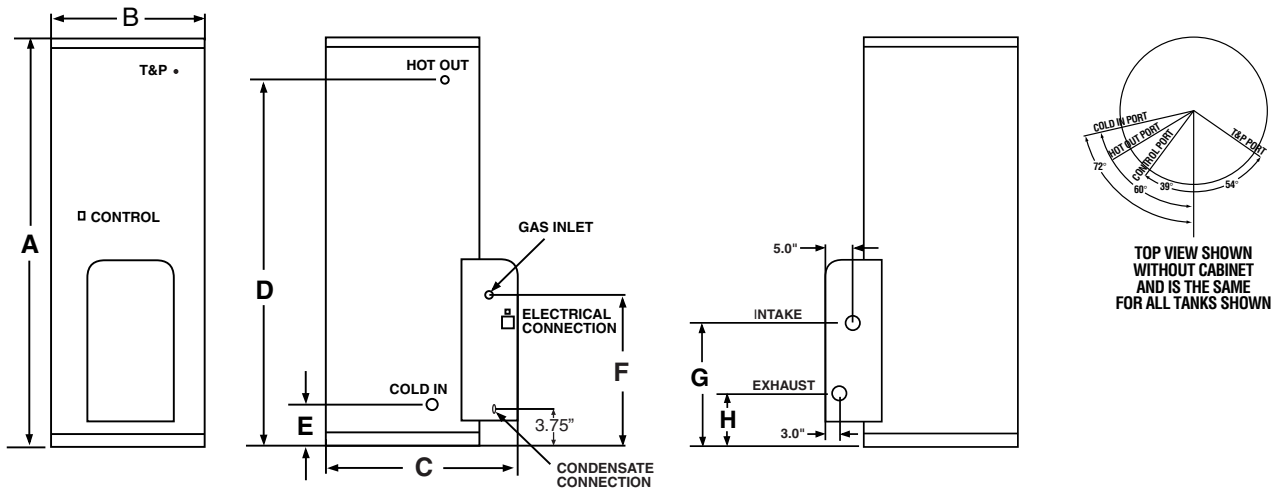 B
T&P
A
CONTROL
HOT OUT
D
GAS INLET
ELECTRICAL
CONNECTION
F
COLD IN
E
3.75”
C
CONDENSATE
CONNECTION
5.0"
INTAKE
G
EXHAUST
H
3.0"
COLD IN PORT
HOT OUT PORT
CONTROL PORT
T&P PORT
72°
60°
39°
54°
TOP VIEW SHOWN
WITHOUT CABINET
AND IS THE SAME
FOR ALL TANKS SHOWN